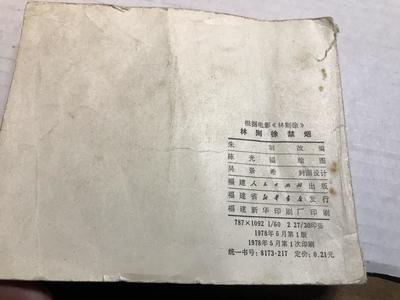 根据电影《林则徐》
林则徐禁烟
朱 改编
陈光镒 绘图
吴景希 封面设计
福建人民出版社出版
福建省新华书店发行
福建新华印刷厂印刷
787×1092 1/60 2 27/30印张
1978年5月第1版
1978年5月第1次印刷
统一书号：8173·217 定价：0.21元